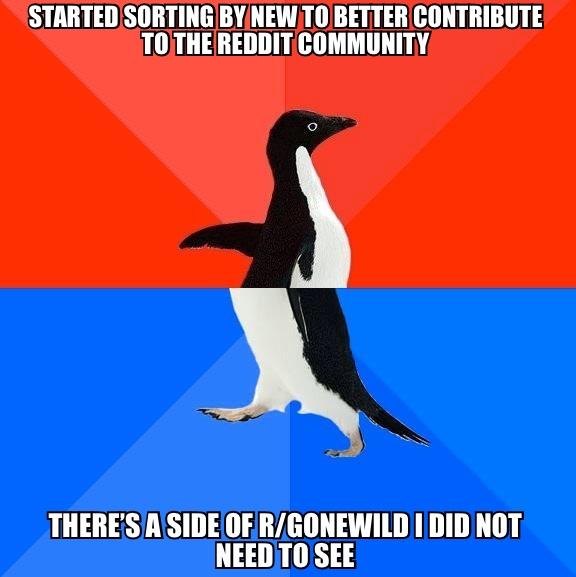 STARTED SORTING BY NEW TO BETTER CONTRIBUTE
TO THE REDDIT COMMUNITY
THERE'S A SIDE OF R/GONEWILD I DID NOT
NEED TO SEE